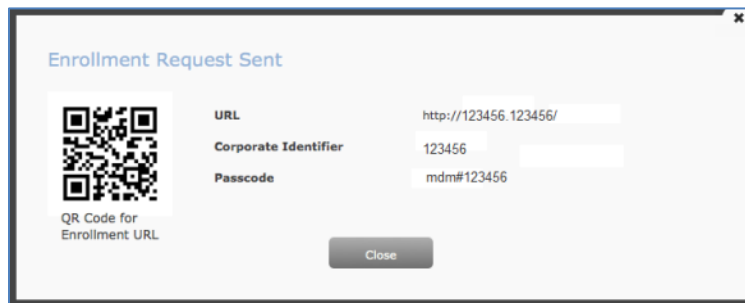 Enrollment Request Sent
URL http://123456.123456/
Corporate Identifier 123456
Passcode mdm#123456
QR Code for
Enrollment URL
Close